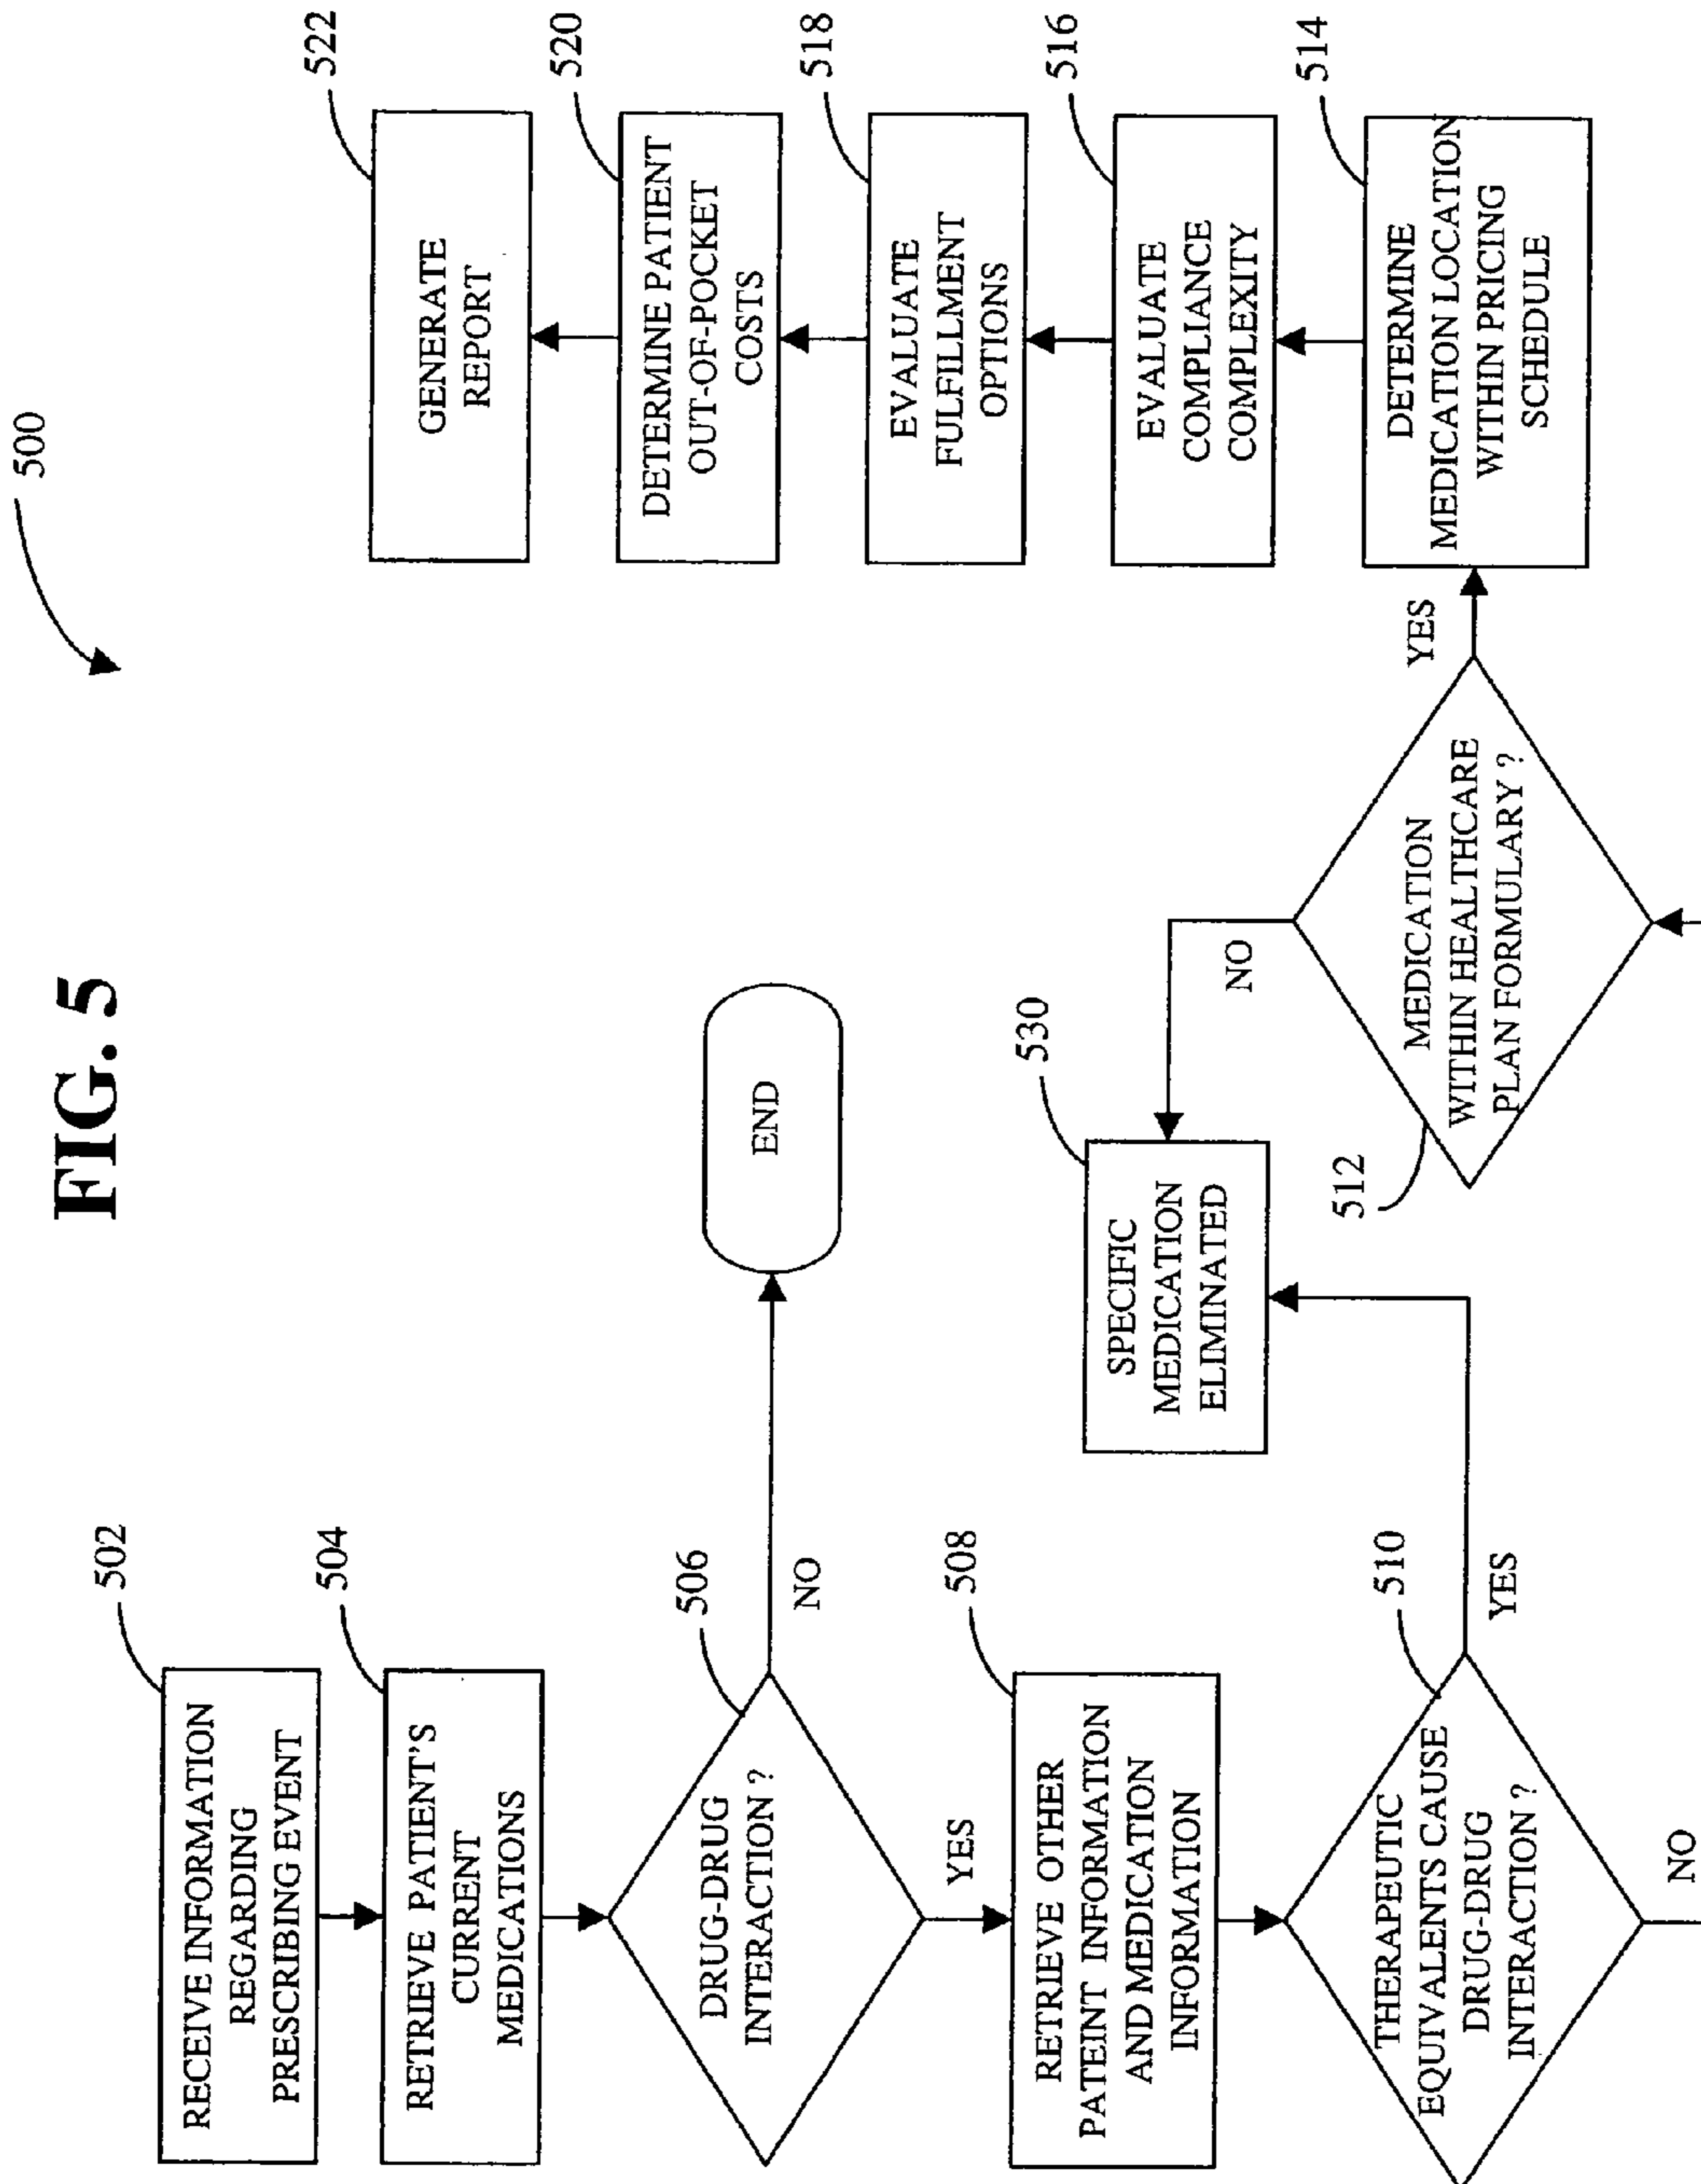 FIG. 5
500
502
RECEIVE INFORMATION
REGARDING
PRESCRIBING EVENT
504
RETRIEVE PATIENT'S
CURRENT
MEDICATIONS
506
DRUG-DRUG
INTERACTION ?
NO
END
YES
508
RETRIEVE OTHER
PATEINT INFORMATION
AND MEDICATION
INFORMATION
510
THERAPEUTIC
EQUIVALENTS CAUSE
DRUG-DRUG
INTERACTION ?
YES
NO
530
SPECIFIC
MEDICATION
ELIMINATED
512
MEDICATION
WITHIN HEALTHCARE
PLAN FORMULARY ?
NO
YES
514
DETERMINE
MEDICATION LOCATION
WITHIN PRICING
SCHEDULE
516
EVALUATE
COMPLIANCE
COMPLEXITY
518
EVALUATE
FULFILLMENT
OPTIONS
520
DETERMINE PATIENT
OUT-OF-POCKET
COSTS
522
GENERATE
REPORT